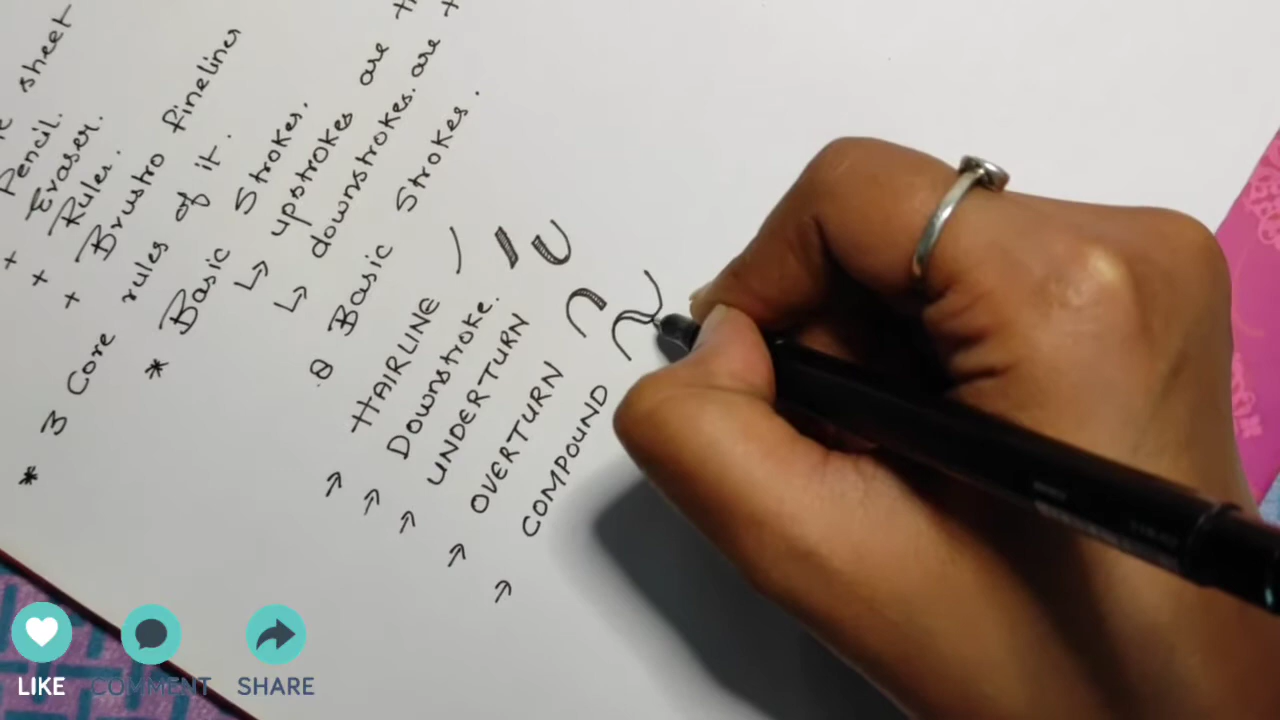 sheet
+ Pencil.
+ Eraser.
+ Ruler.
+ Brustro fineliner
* 3 Core rules of it.
* Basic Strokes.
↳ upstrokes are
↳ downstrokes. are
8 Basic Strokes.
→ HAIRLINE
→ Downstroke.
→ UNDERTURN
→ OVERTURN
→ COMPOUND
LIKE COMMENT SHARE